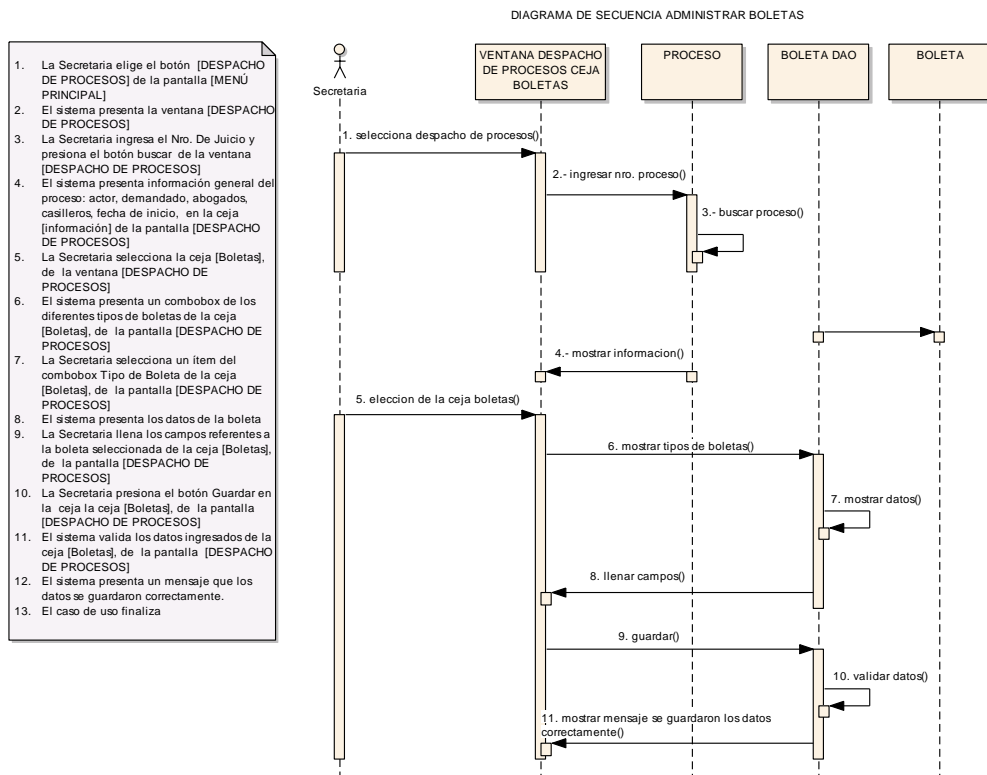 DIAGRAMA DE SECUENCIA ADMINISTRAR BOLETAS
1. La Secretaria elige el botón [DESPACHO
DE PROCESOS] de la pantalla [MENÚ
PRINCIPAL]
2. El sistema presenta la ventana [DESPACHO
DE PROCESOS]
3. La Secretaria ingresa el Nro. De Juicio y
presiona el botón buscar de la ventana
[DESPACHO DE PROCESOS]
4. El sistema presenta información general del
proceso: actor, demandado, abogados,
casilleros, fecha de inicio, en la ceja
[información] de la pantalla [DESPACHO
DE PROCESOS]
5. La Secretaria selecciona la ceja [Boletas],
de la ventana [DESPACHO DE
PROCESOS]
6. El sistema presenta un combobox de los
diferentes tipos de boletas de la ceja
[Boletas], de la pantalla [DESPACHO DE
PROCESOS]
7. La Secretaria selecciona un ítem del
combobox Tipo de Boleta de la ceja
[Boletas], de la pantalla [DESPACHO DE
PROCESOS]
8. El sistema presenta los datos de la boleta
9. La Secretaria llena los campos referentes a
la boleta seleccionada de la ceja [Boletas],
de la pantalla [DESPACHO DE
PROCESOS]
10. La Secretaria presiona el botón Guardar en
la ceja la ceja [Boletas], de la pantalla
[DESPACHO DE PROCESOS]
11. El sistema valida los datos ingresados de la
ceja [Boletas], de la pantalla [DESPACHO
DE PROCESOS]
12. El sistema presenta un mensaje que los
datos se guardaron correctamente.
13. El caso de uso finaliza
Secretaria
VENTANA DESPACHO
DE PROCESOS CEJA
BOLETAS
PROCESO
BOLETA DAO
BOLETA
1. selecciona despacho de procesos()
2.- ingresar nro. proceso()
3.- buscar proceso()
4.- mostrar informacion()
5. eleccion de la ceja boletas()
6. mostrar tipos de boletas()
7. mostrar datos()
8. llenar campos()
9. guardar()
10. validar datos()
11. mostrar mensaje se guardaron los datos
correctamente()